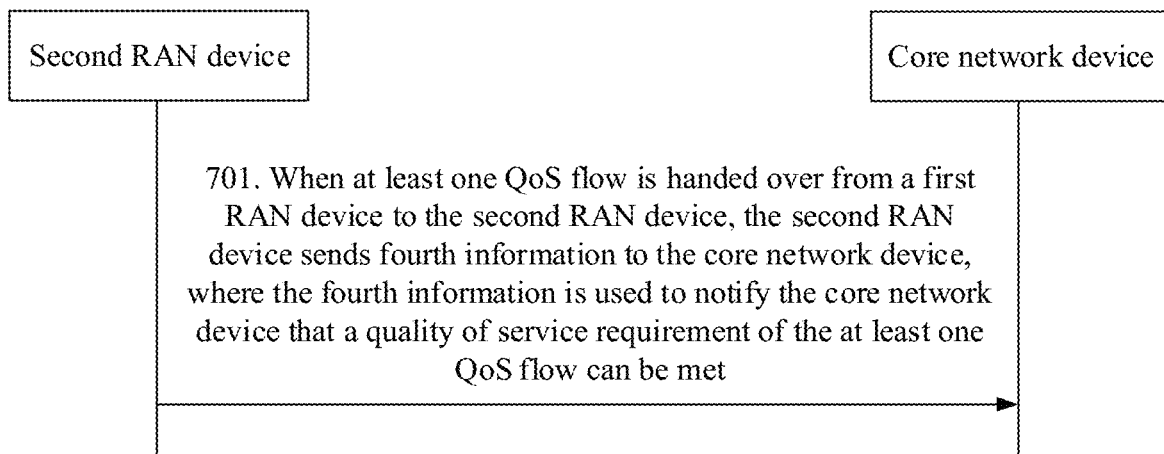 Second RAN device
Core network device
701. When at least one QoS flow is handed over from a first
RAN device to the second RAN device, the second RAN
device sends fourth information to the core network device,
where the fourth information is used to notify the core network
device that a quality of service requirement of the at least one
QoS flow can be met